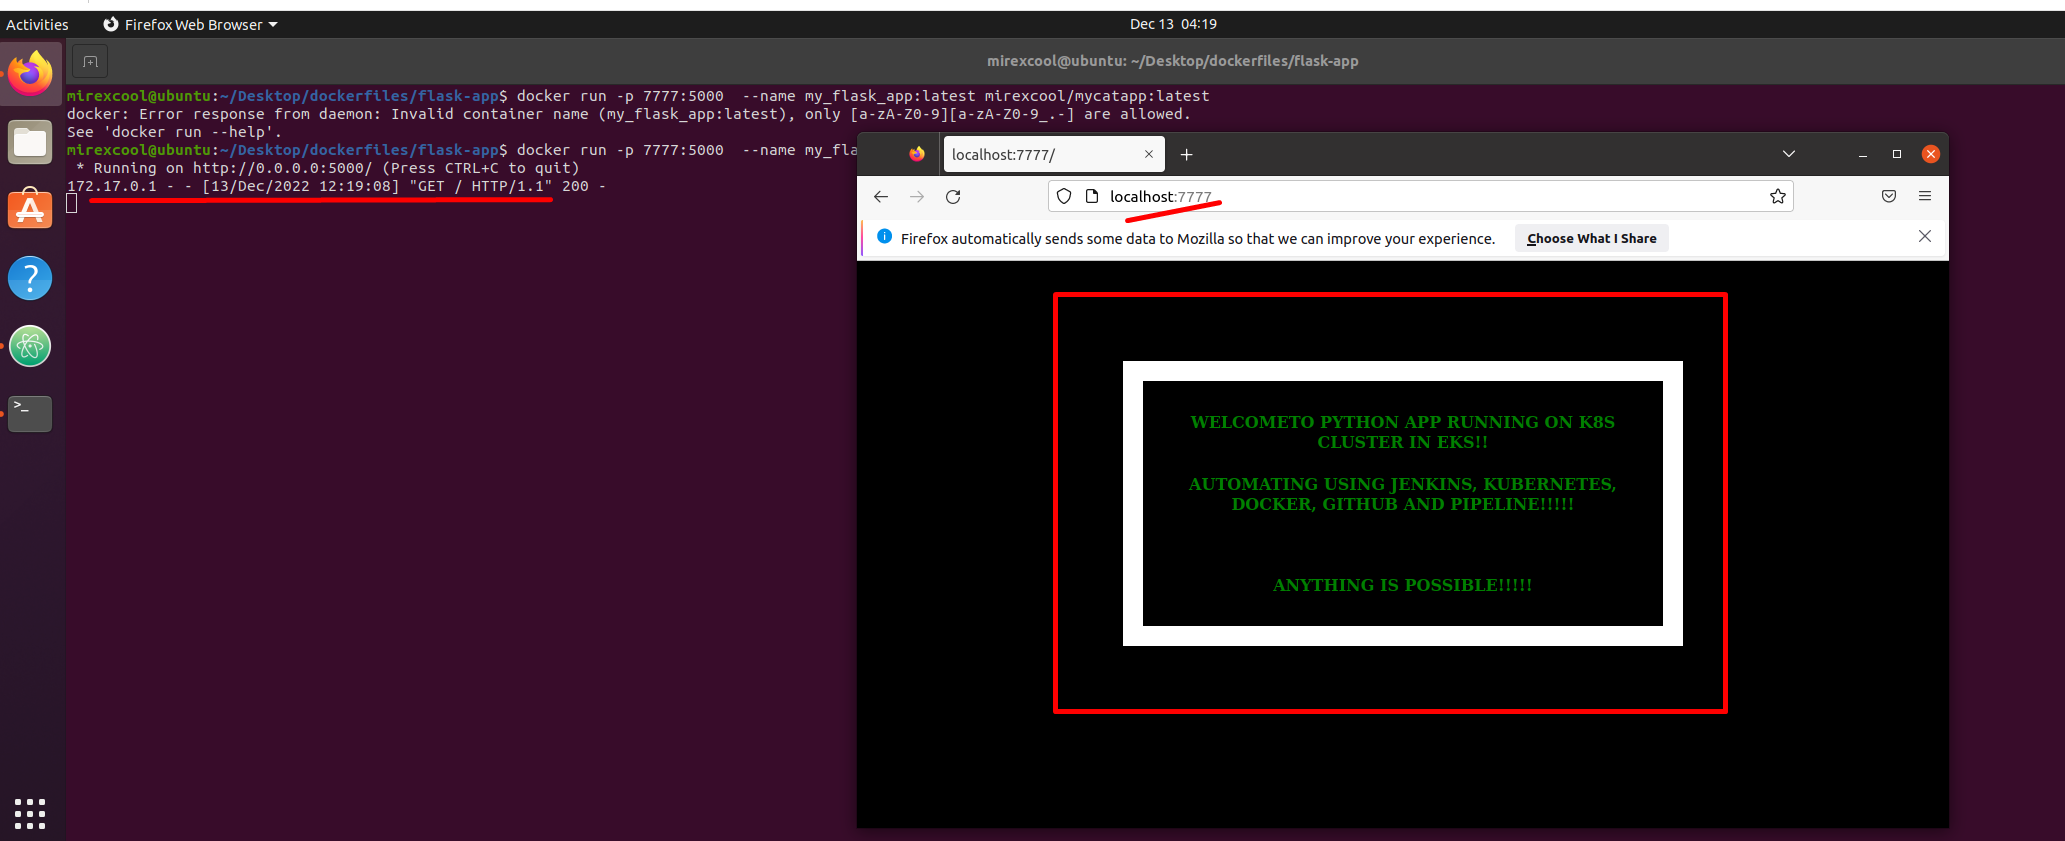 Activities
Firefox Web Browser
Dec 13 04:19
mirexcool@ubuntu: ~/Desktop/dockerfiles/flask-app
mirexcool@ubuntu:~/Desktop/dockerfiles/flask-app$ docker run -p 7777:5000  --name my_flask_app:latest mirexcool/mycatapp:latest
docker: Error response from daemon: Invalid container name (my_flask_app:latest), only [a-zA-Z0-9][a-zA-Z0-9_.-] are allowed.
See 'docker run --help'.
mirexcool@ubuntu:~/Desktop/dockerfiles/flask-app$ docker run -p 7777:5000  --name my_fla
 * Running on http://0.0.0.0:5000/ (Press CTRL+C to quit)
172.17.0.1 - - [13/Dec/2022 12:19:08] "GET / HTTP/1.1" 200 -
localhost:7777/
localhost:7777
Firefox automatically sends some data to Mozilla so that we can improve your experience.
Choose What I Share
WELCOMETO PYTHON APP RUNNING ON K8S
CLUSTER IN EKS!!
AUTOMATING USING JENKINS, KUBERNETES,
DOCKER, GITHUB AND PIPELINE!!!!!
ANYTHING IS POSSIBLE!!!!!